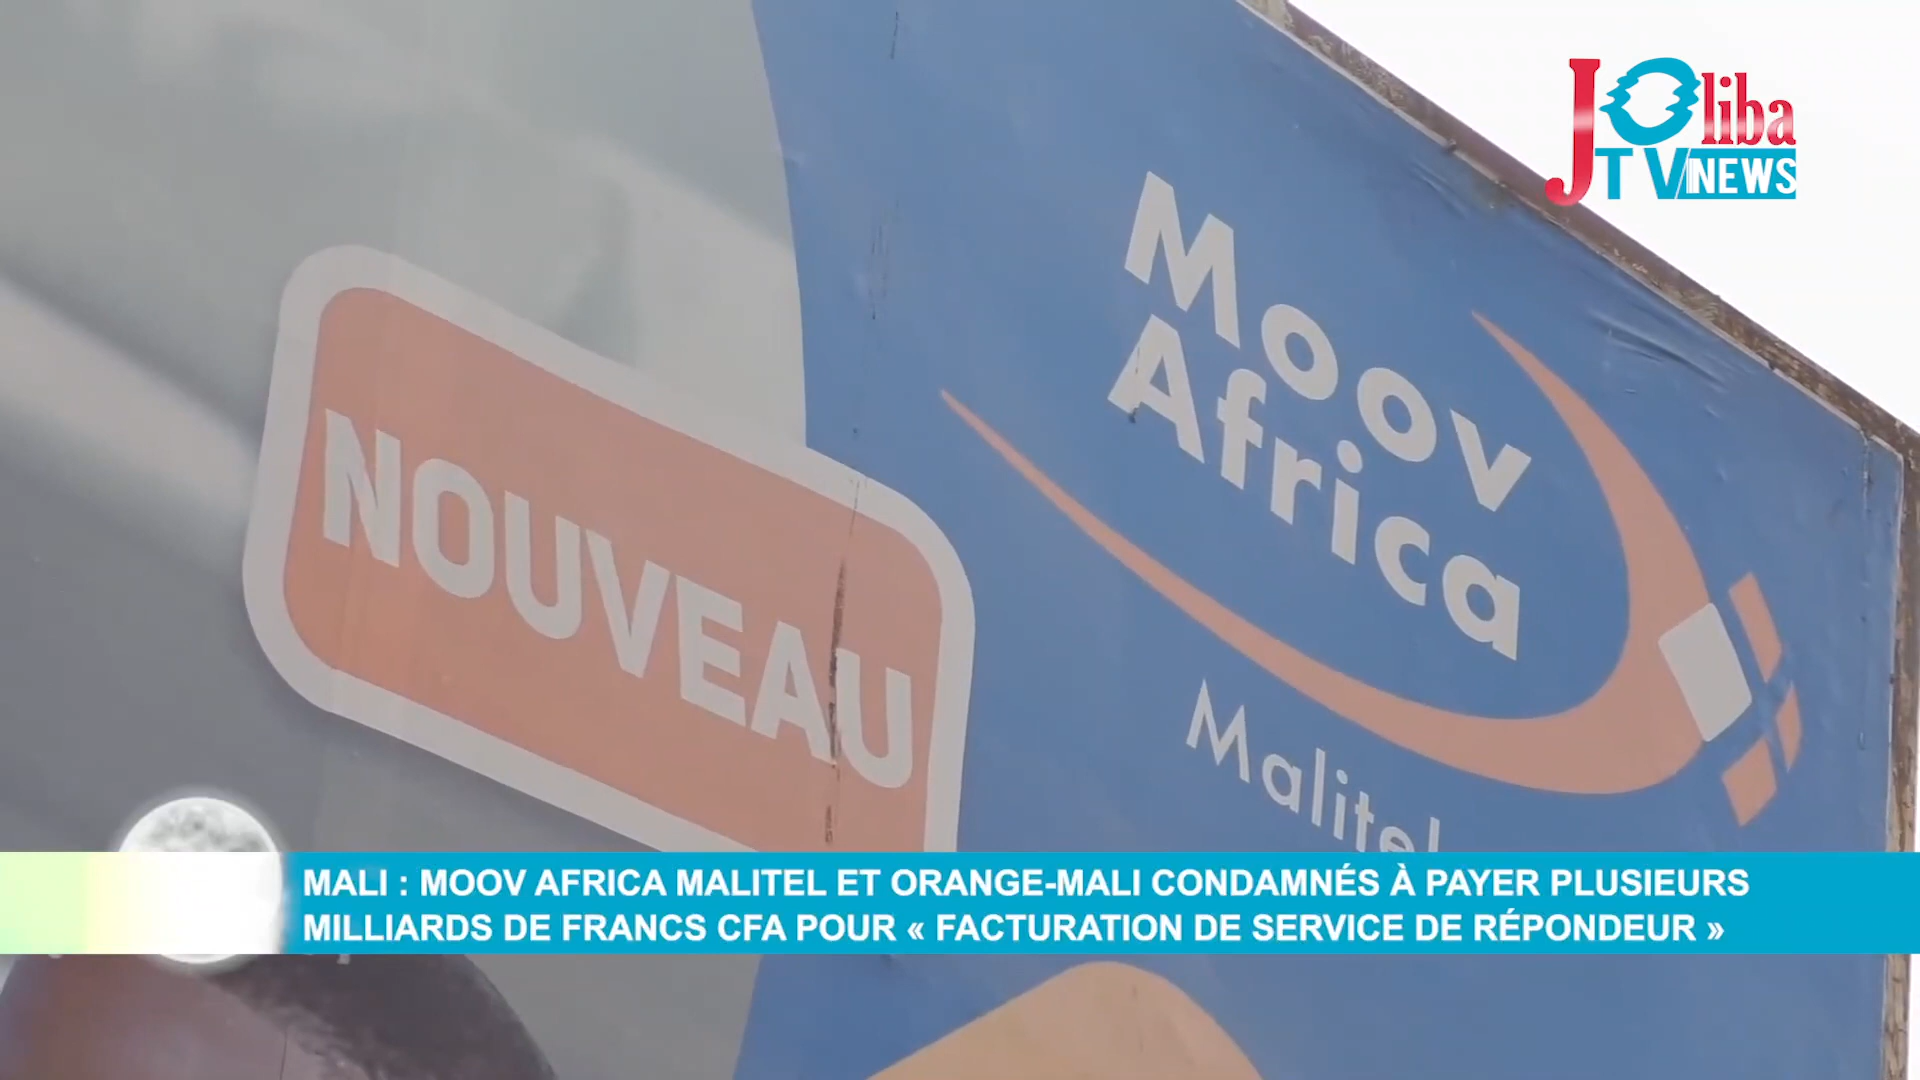 JOliba
TV NEWS
Moov
Africa
Malitel
NOUVEAU
MALI : MOOV AFRICA MALITEL ET ORANGE-MALI CONDAMNÉS À PAYER PLUSIEURS
MILLIARDS DE FRANCS CFA POUR « FACTURATION DE SERVICE DE RÉPONDEUR »